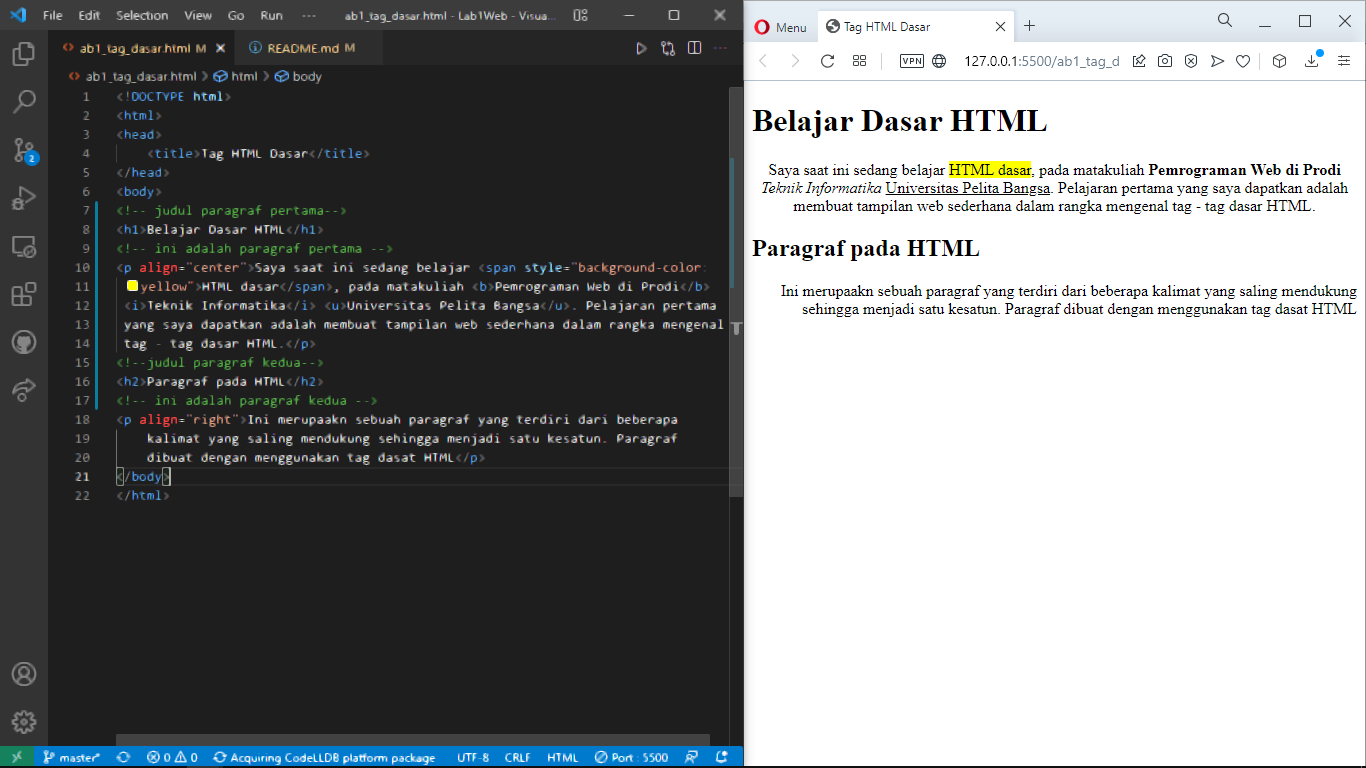 File Edit Selection View Go Run ··· ab1_tag_dasar.html - Lab1Web - Visua...
ab1_tag_dasar.html M README.md M
ab1_tag_dasar.html > html > body
1 <!DOCTYPE html>
2 <html>
3 <head>
4 <title>Tag HTML Dasar</title>
5 </head>
6 <body>
7 <!-- judul paragraf pertama-->
8 <h1>Belajar Dasar HTML</h1>
9 <!-- ini adalah paragraf pertama -->
10 <p align="center">Saya saat ini sedang belajar <span style="background-color:
11 yellow">HTML dasar</span>, pada matakuliah <b>Pemrograman Web di Prodi</b>
12 <i>Teknik Informatika</i> <u>Universitas Pelita Bangsa</u>. Pelajaran pertama
13 yang saya dapatkan adalah membuat tampilan web sederhana dalam rangka mengenal
14 tag - tag dasar HTML.</p>
15 <!--judul paragraf kedua-->
16 <h2>Paragraf pada HTML</h2>
17 <!-- ini adalah paragraf kedua -->
18 <p align="right">Ini merupaakn sebuah paragraf yang terdiri dari beberapa
19 kalimat yang saling mendukung sehingga menjadi satu kesatun. Paragraf
20 dibuat dengan menggunakan tag dasat HTML</p>
21 </body>
22 </html>
2
master* 0 0 Acquiring CodeLLDB platform package UTF-8 CRLF HTML Port : 5500
Menu Tag HTML Dasar
VPN 127.0.0.1:5500/ab1_tag_d
Belajar Dasar HTML
Saya saat ini sedang belajar HTML dasar, pada matakuliah Pemrograman Web di Prodi
Teknik Informatika Universitas Pelita Bangsa. Pelajaran pertama yang saya dapatkan adalah
membuat tampilan web sederhana dalam rangka mengenal tag - tag dasar HTML.
Paragraf pada HTML
Ini merupaakn sebuah paragraf yang terdiri dari beberapa kalimat yang saling mendukung
sehingga menjadi satu kesatun. Paragraf dibuat dengan menggunakan tag dasat HTML